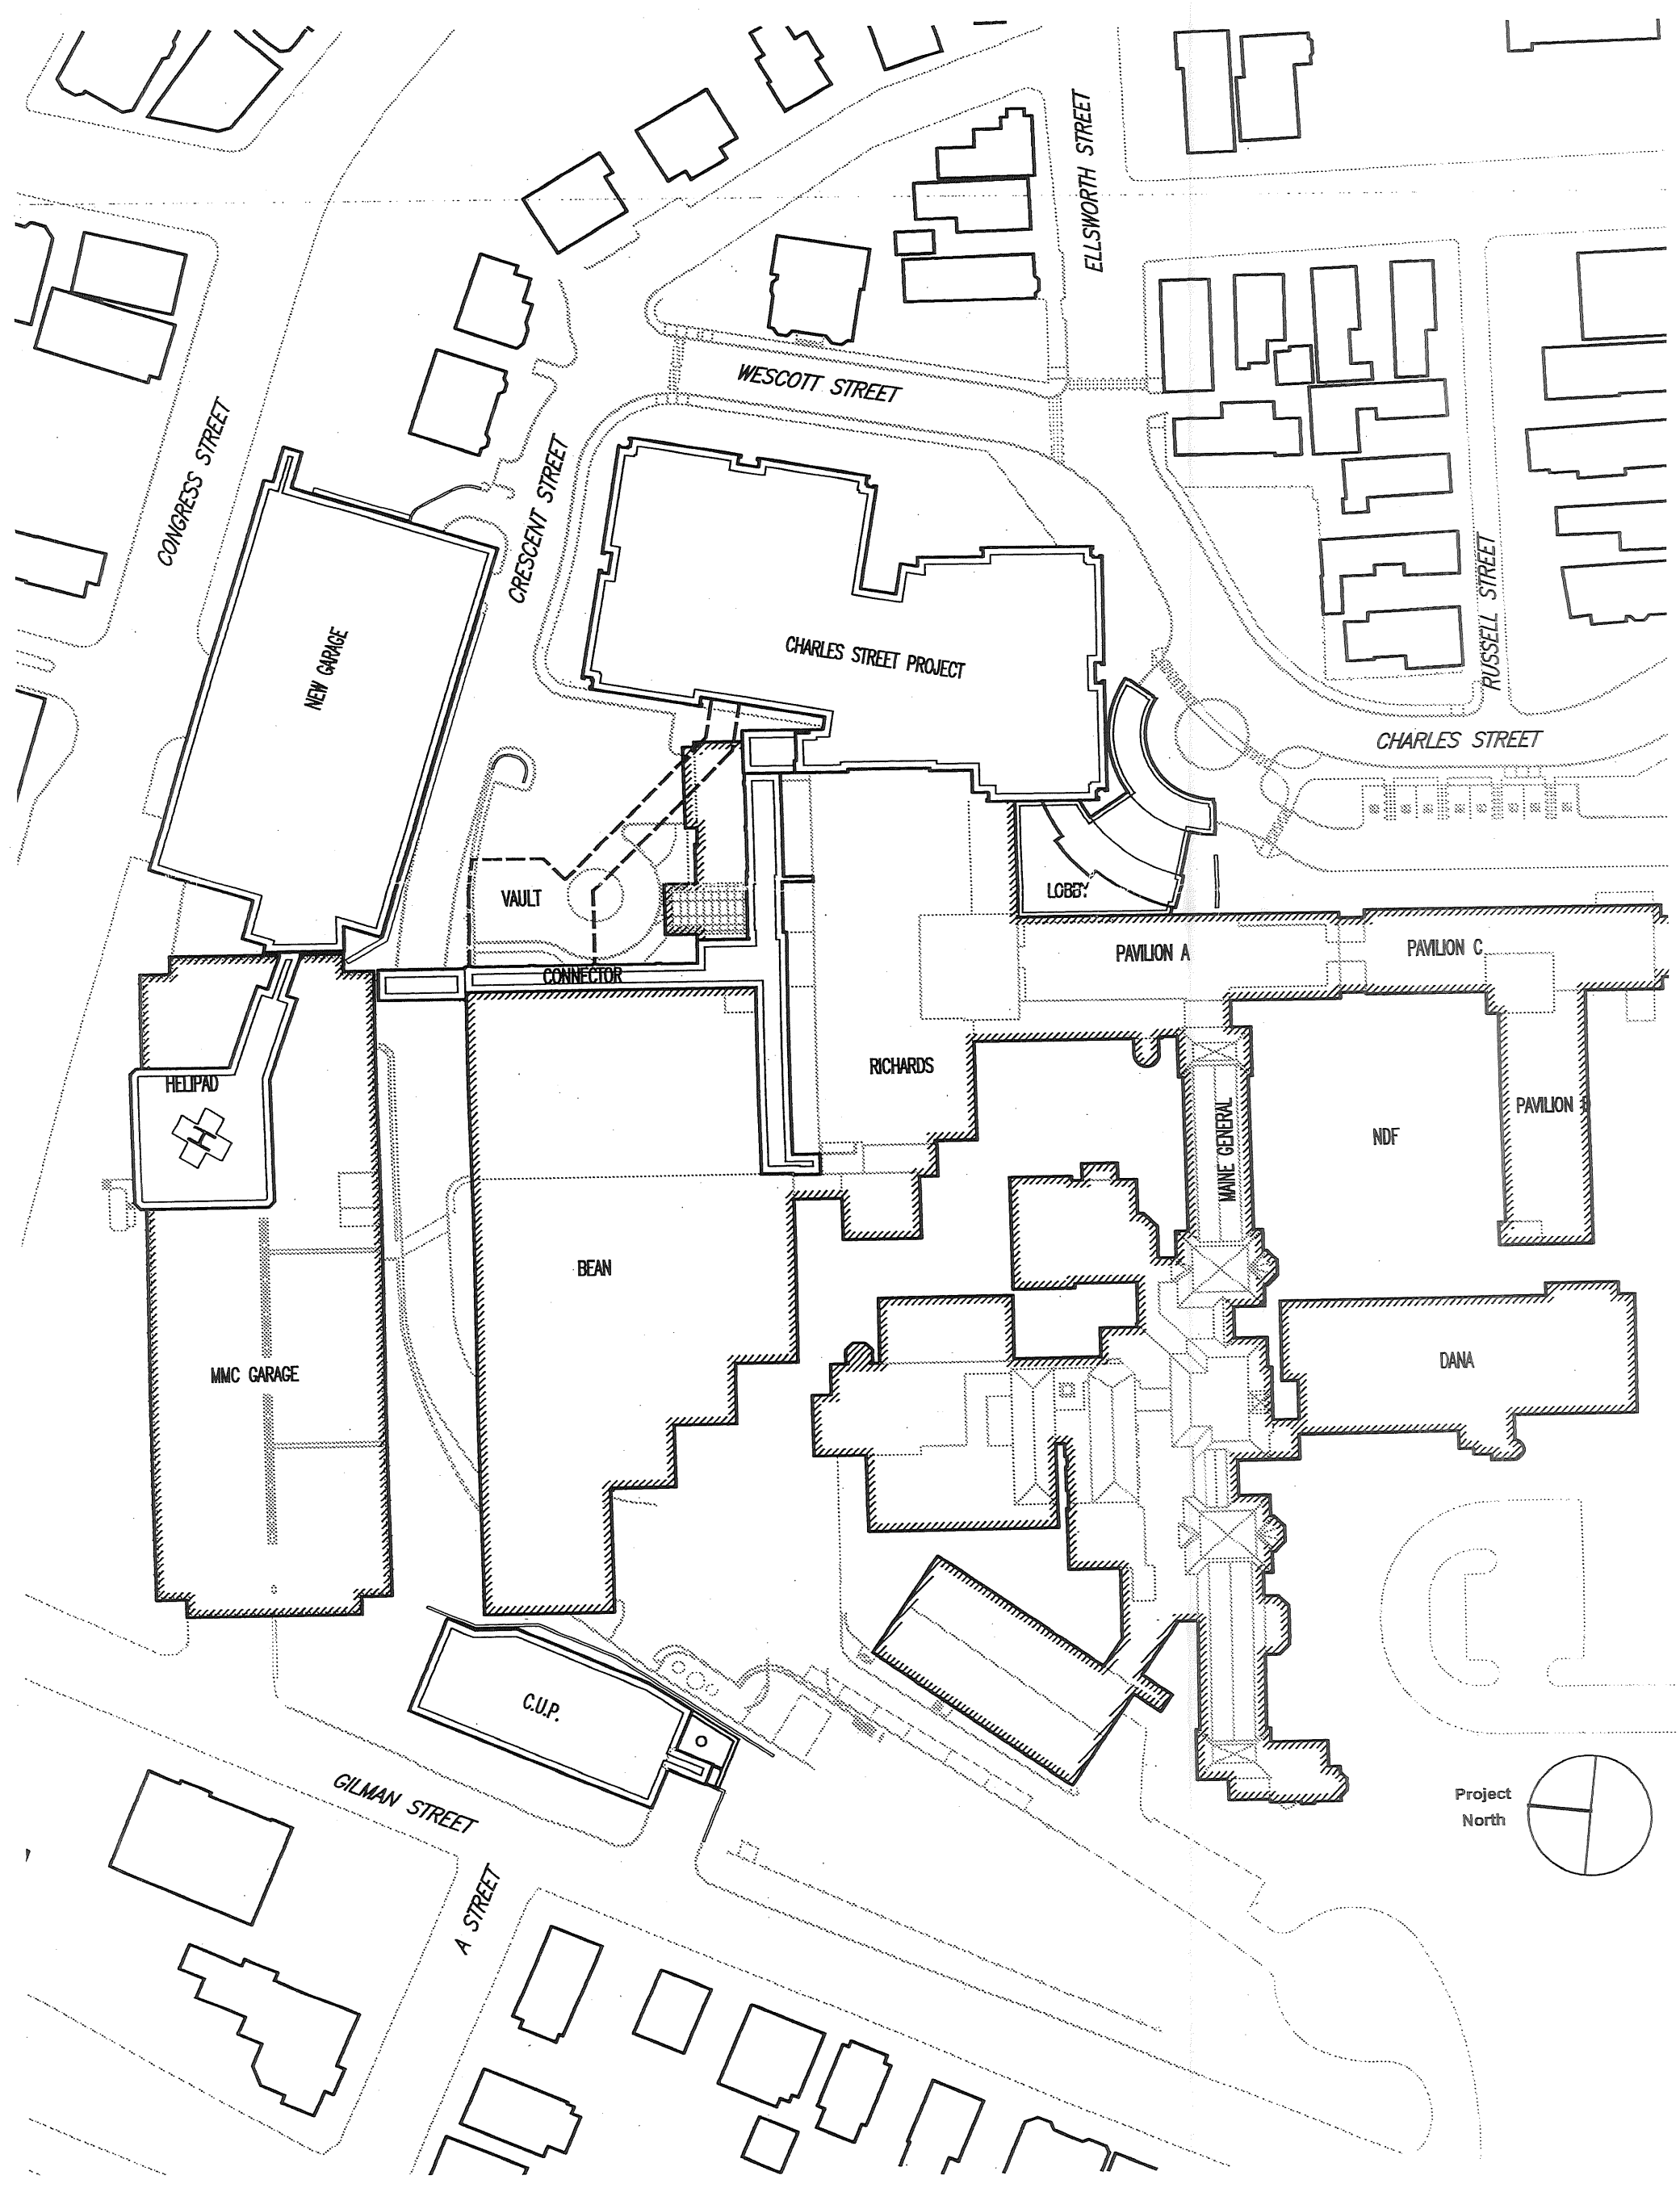 ELLSWORTH STREET
WESCOTT STREET
CONGRESS STREET
CRESCENT STREET
NEW GARAGE
CHARLES STREET PROJECT
RUSSELL STREET
CHARLES STREET
VAULT
LOBBY
CONNECTOR
PAVILION A
PAVILION C
HELIPAD
H
RICHARDS
MAINE GENERAL
NDF
PAVILION
BEAN
MMC GARAGE
DANA
C.U.P.
GILMAN STREET
A STREET
Project
North